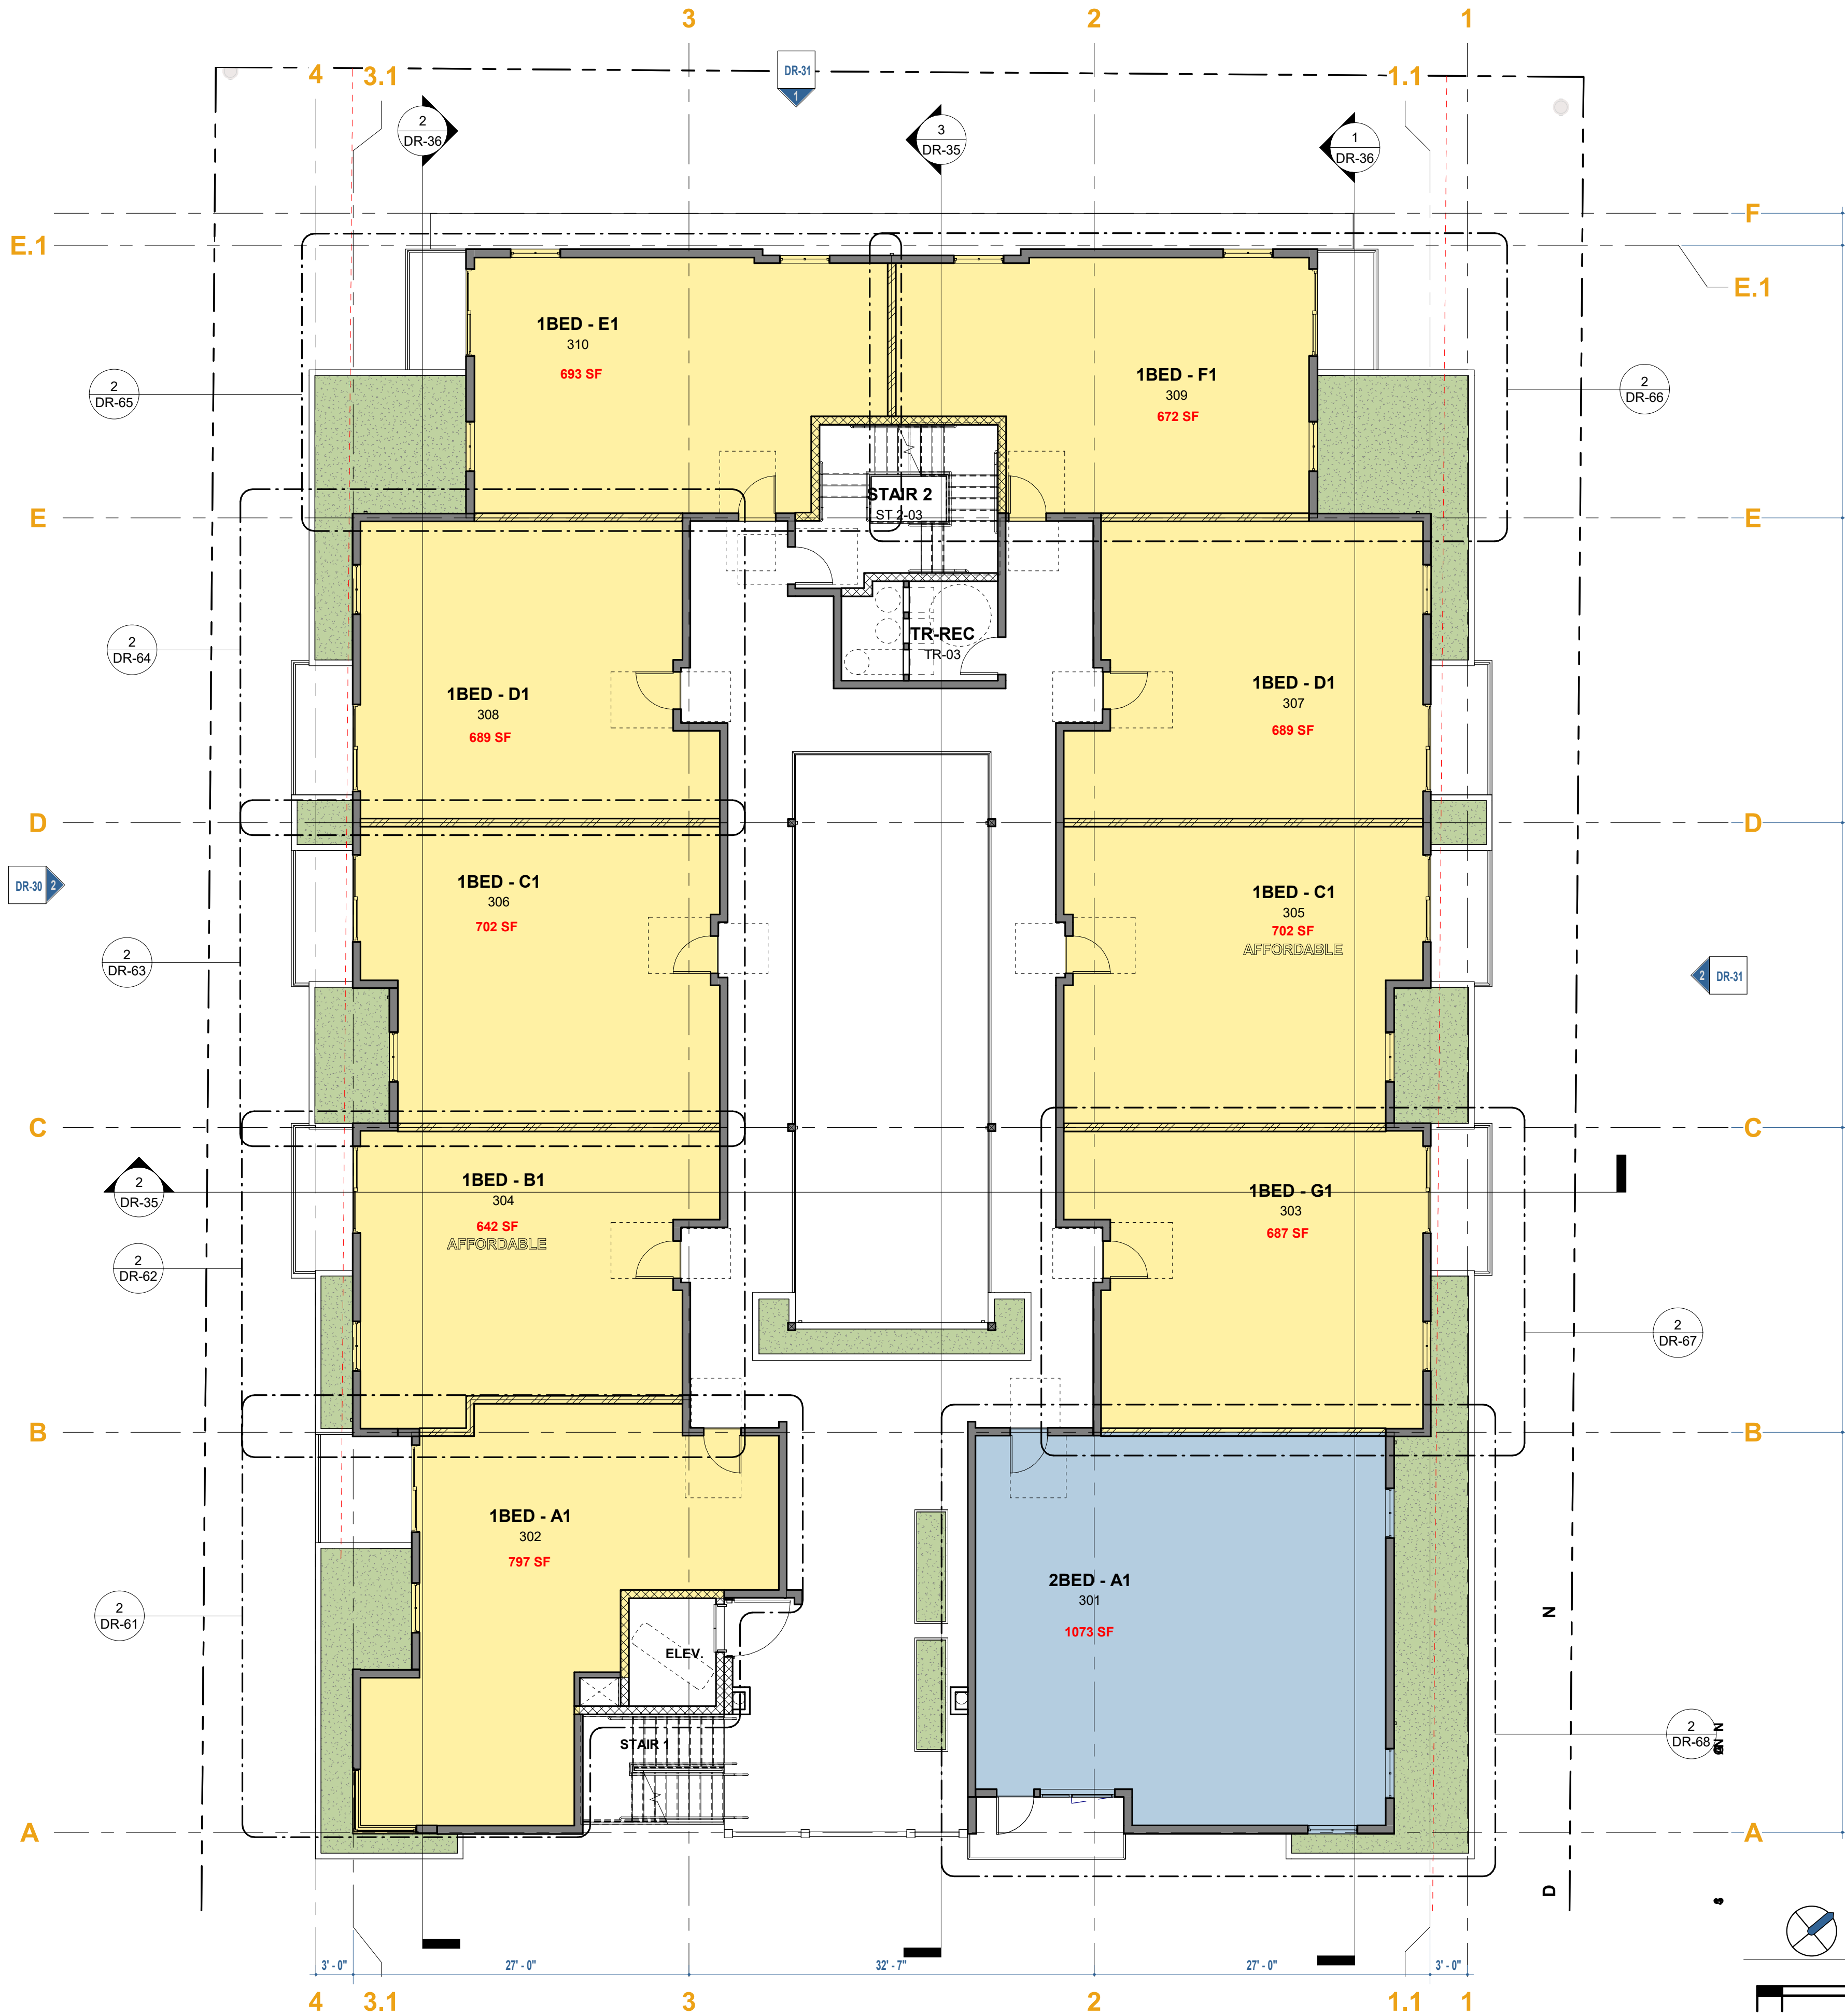 3
2
1
4
3.1
DR-31
1
1.1
2
DR-36
3
DR-35
1
DR-36
F
E.1
E.1
1BED - E1
310
693 SF
1BED - F1
309
672 SF
2
DR-65
2
DR-66
STAIR 2
ST 2-03
E
E
2
DR-64
TR-REC
TR-03
1BED - D1
308
689 SF
1BED - D1
307
689 SF
D
D
DR-30
2
1BED - C1
306
702 SF
1BED - C1
305
702 SF
AFFORDABLE
2
DR-63
2
DR-31
C
C
2
DR-35
1BED - B1
304
642 SF
AFFORDABLE
1BED - G1
303
687 SF
2
DR-62
2
DR-67
B
B
1BED - A1
302
797 SF
2BED - A1
301
1073 SF
2
DR-61
N
ELEV.
STAIR 1
2
DR-68
N
A
A
D
3' - 0"
27' - 0"
32' - 7"
27' - 0"
3' - 0"
4
3.1
3
2
1.1
1